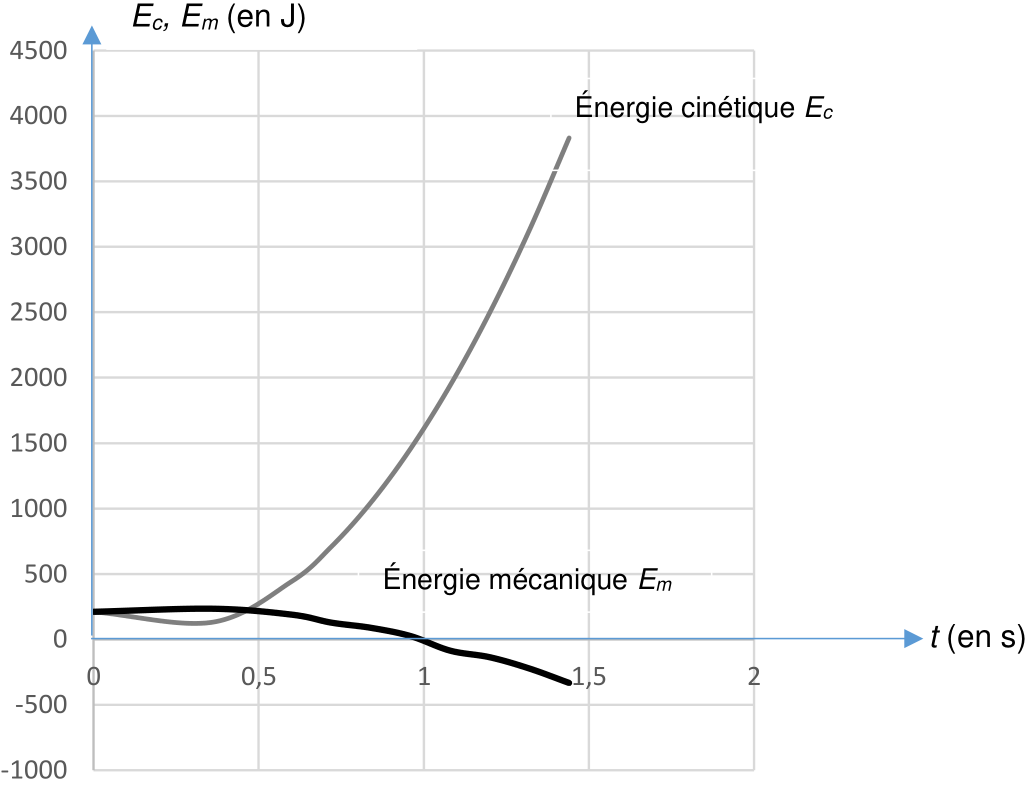 Ec, Em (en J)
4500
4000
Énergie cinétique Ec
3500
3000
2500
2000
1500
1000
500
Énergie mécanique Em
0
t (en s)
0 0,5 1 1,5 2
-500
-1000